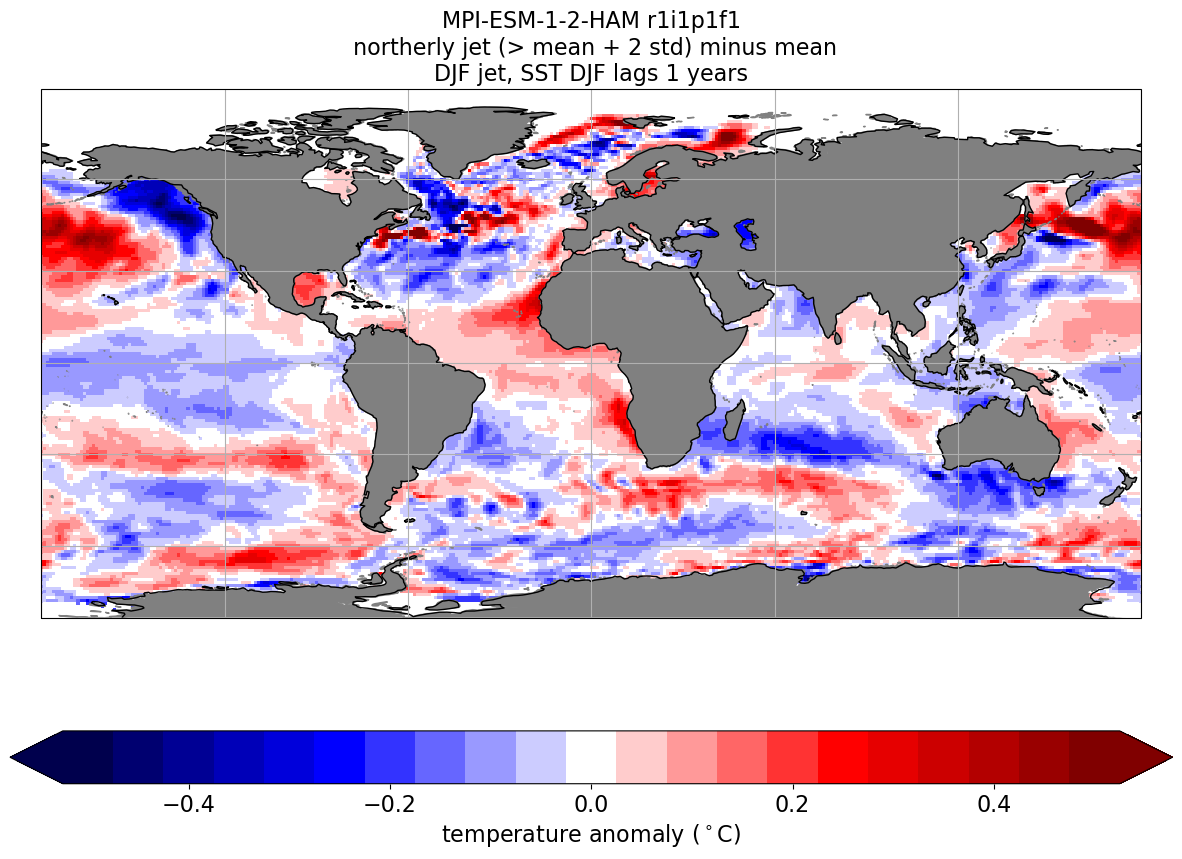 MPI-ESM-1-2-HAM r1i1p1f1
northerly jet (> mean + 2 std) minus mean
DJF jet, SST DJF lags 1 years
−0.4 −0.2 0.0 0.2 0.4
temperature anomaly (°C)